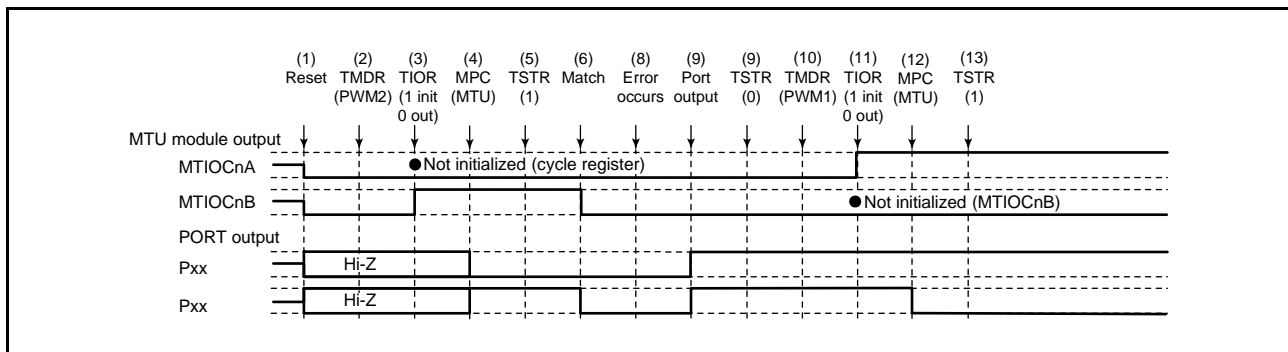 (1) (2) (3) (4) (5) (6) (8) (9) (9) (10) (11) (12) (13)
Reset TMDR TIOR MPC TSTR Match Error Port TSTR TMDR TIOR MPC TSTR
(PWM2) (1 init (MTU) (1) occurs output (0) (PWM1) (1 init (MTU) (1)
0 out) 0 out)
MTU module output
MTIOCnA ●Not initialized (cycle register)
MTIOCnB ●Not initialized (MTIOCnB)
PORT output
Pxx Hi-Z
Pxx Hi-Z